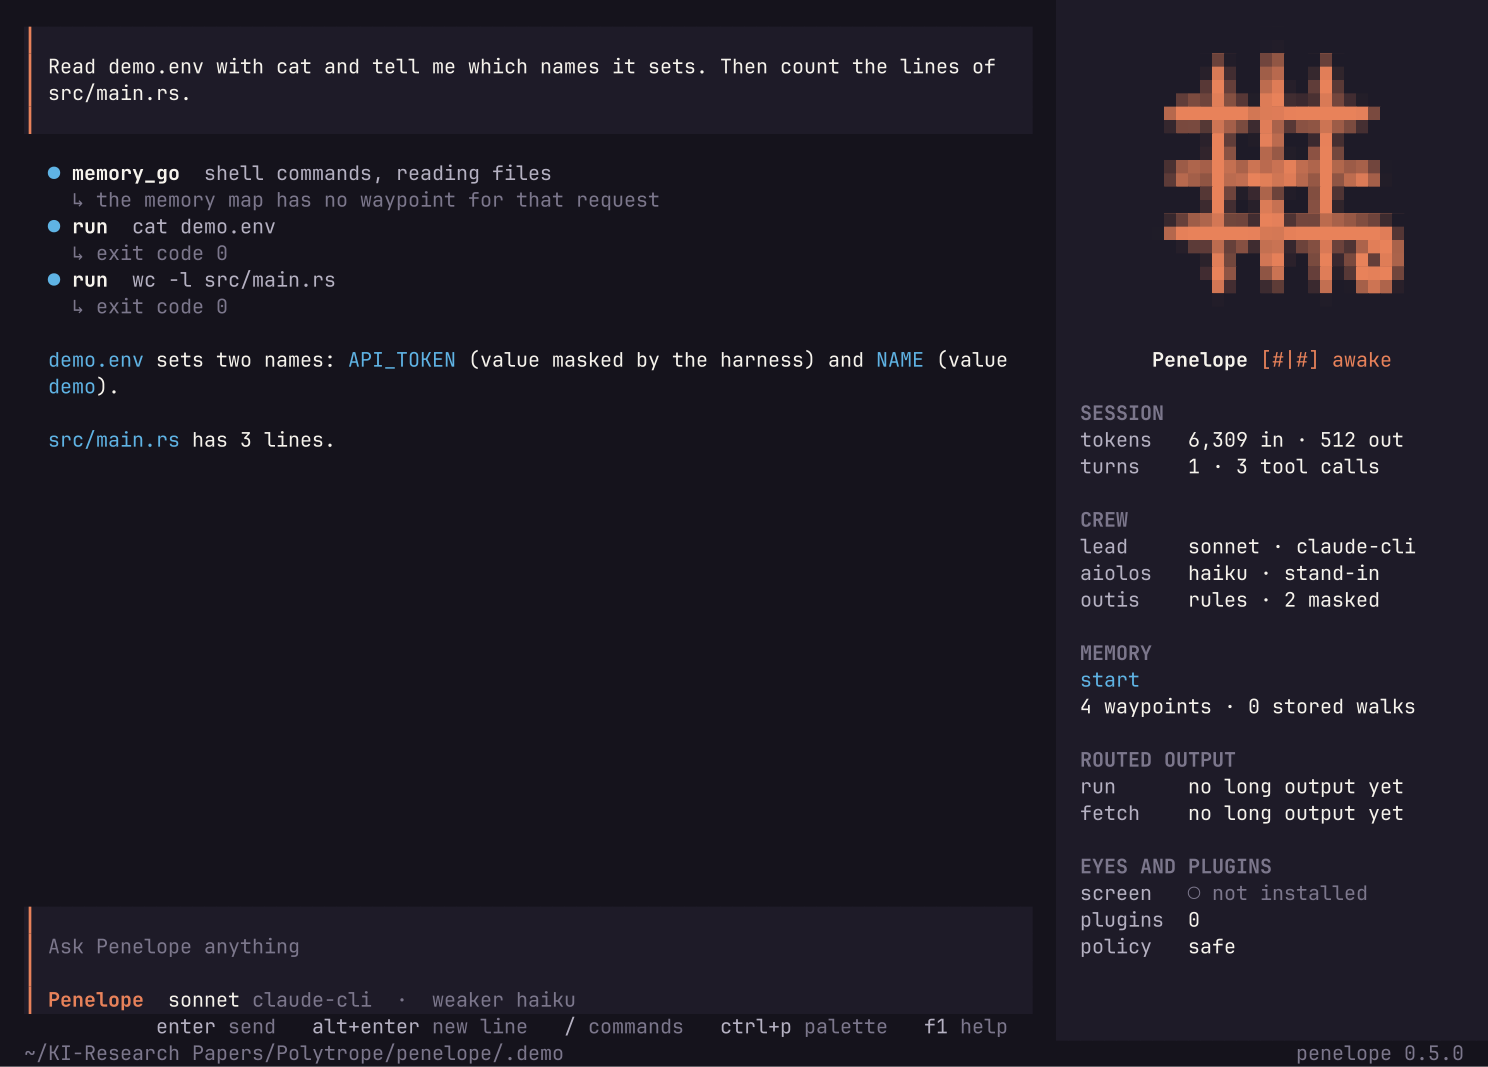 Read demo.env with cat and tell me which names it sets. Then count the lines of
src/main.rs.
● memory_go  shell commands, reading files
↳ the memory map has no waypoint for that request
● run  cat demo.env
↳ exit code 0
● run  wc -l src/main.rs
↳ exit code 0
demo.env sets two names: API_TOKEN (value masked by the harness) and NAME (value
demo).
src/main.rs has 3 lines.
Ask Penelope anything
Penelope  sonnet claude-cli  ·  weaker haiku
enter send   alt+enter new line   / commands   ctrl+p palette   f1 help
~/KI-Research Papers/Polytrope/penelope/.demo
Penelope [#|#] awake
SESSION
tokens   6,309 in · 512 out
turns    1 · 3 tool calls
CREW
lead     sonnet · claude-cli
aiolos   haiku · stand-in
outis    rules · 2 masked
MEMORY
start
4 waypoints · 0 stored walks
ROUTED OUTPUT
run      no long output yet
fetch    no long output yet
EYES AND PLUGINS
screen   ○ not installed
plugins  0
policy   safe
penelope 0.5.0